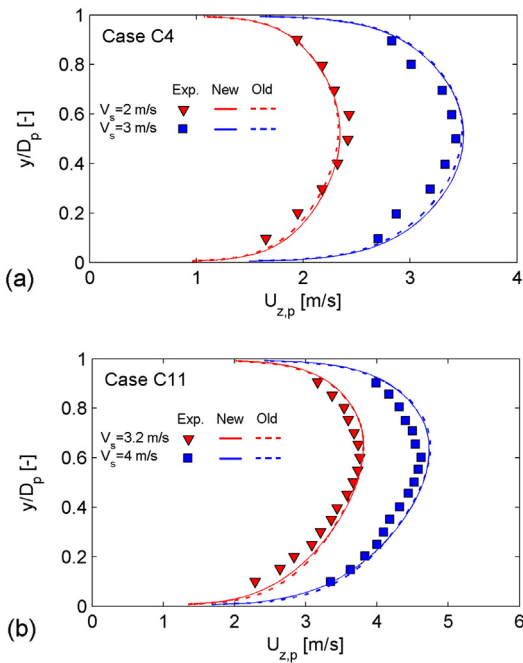 Case C4
Exp. New Old
Vs=2 m/s
Vs=3 m/s
y/Dp [-]
1
0.8
0.6
0.4
0.2
0
(a)
0 1 2 3 4
Uz,p [m/s]
Case C11
Exp. New Old
Vs=3.2 m/s
Vs=4 m/s
y/Dp [-]
1
0.8
0.6
0.4
0.2
0
(b)
0 1 2 3 4 5 6
Uz,p [m/s]